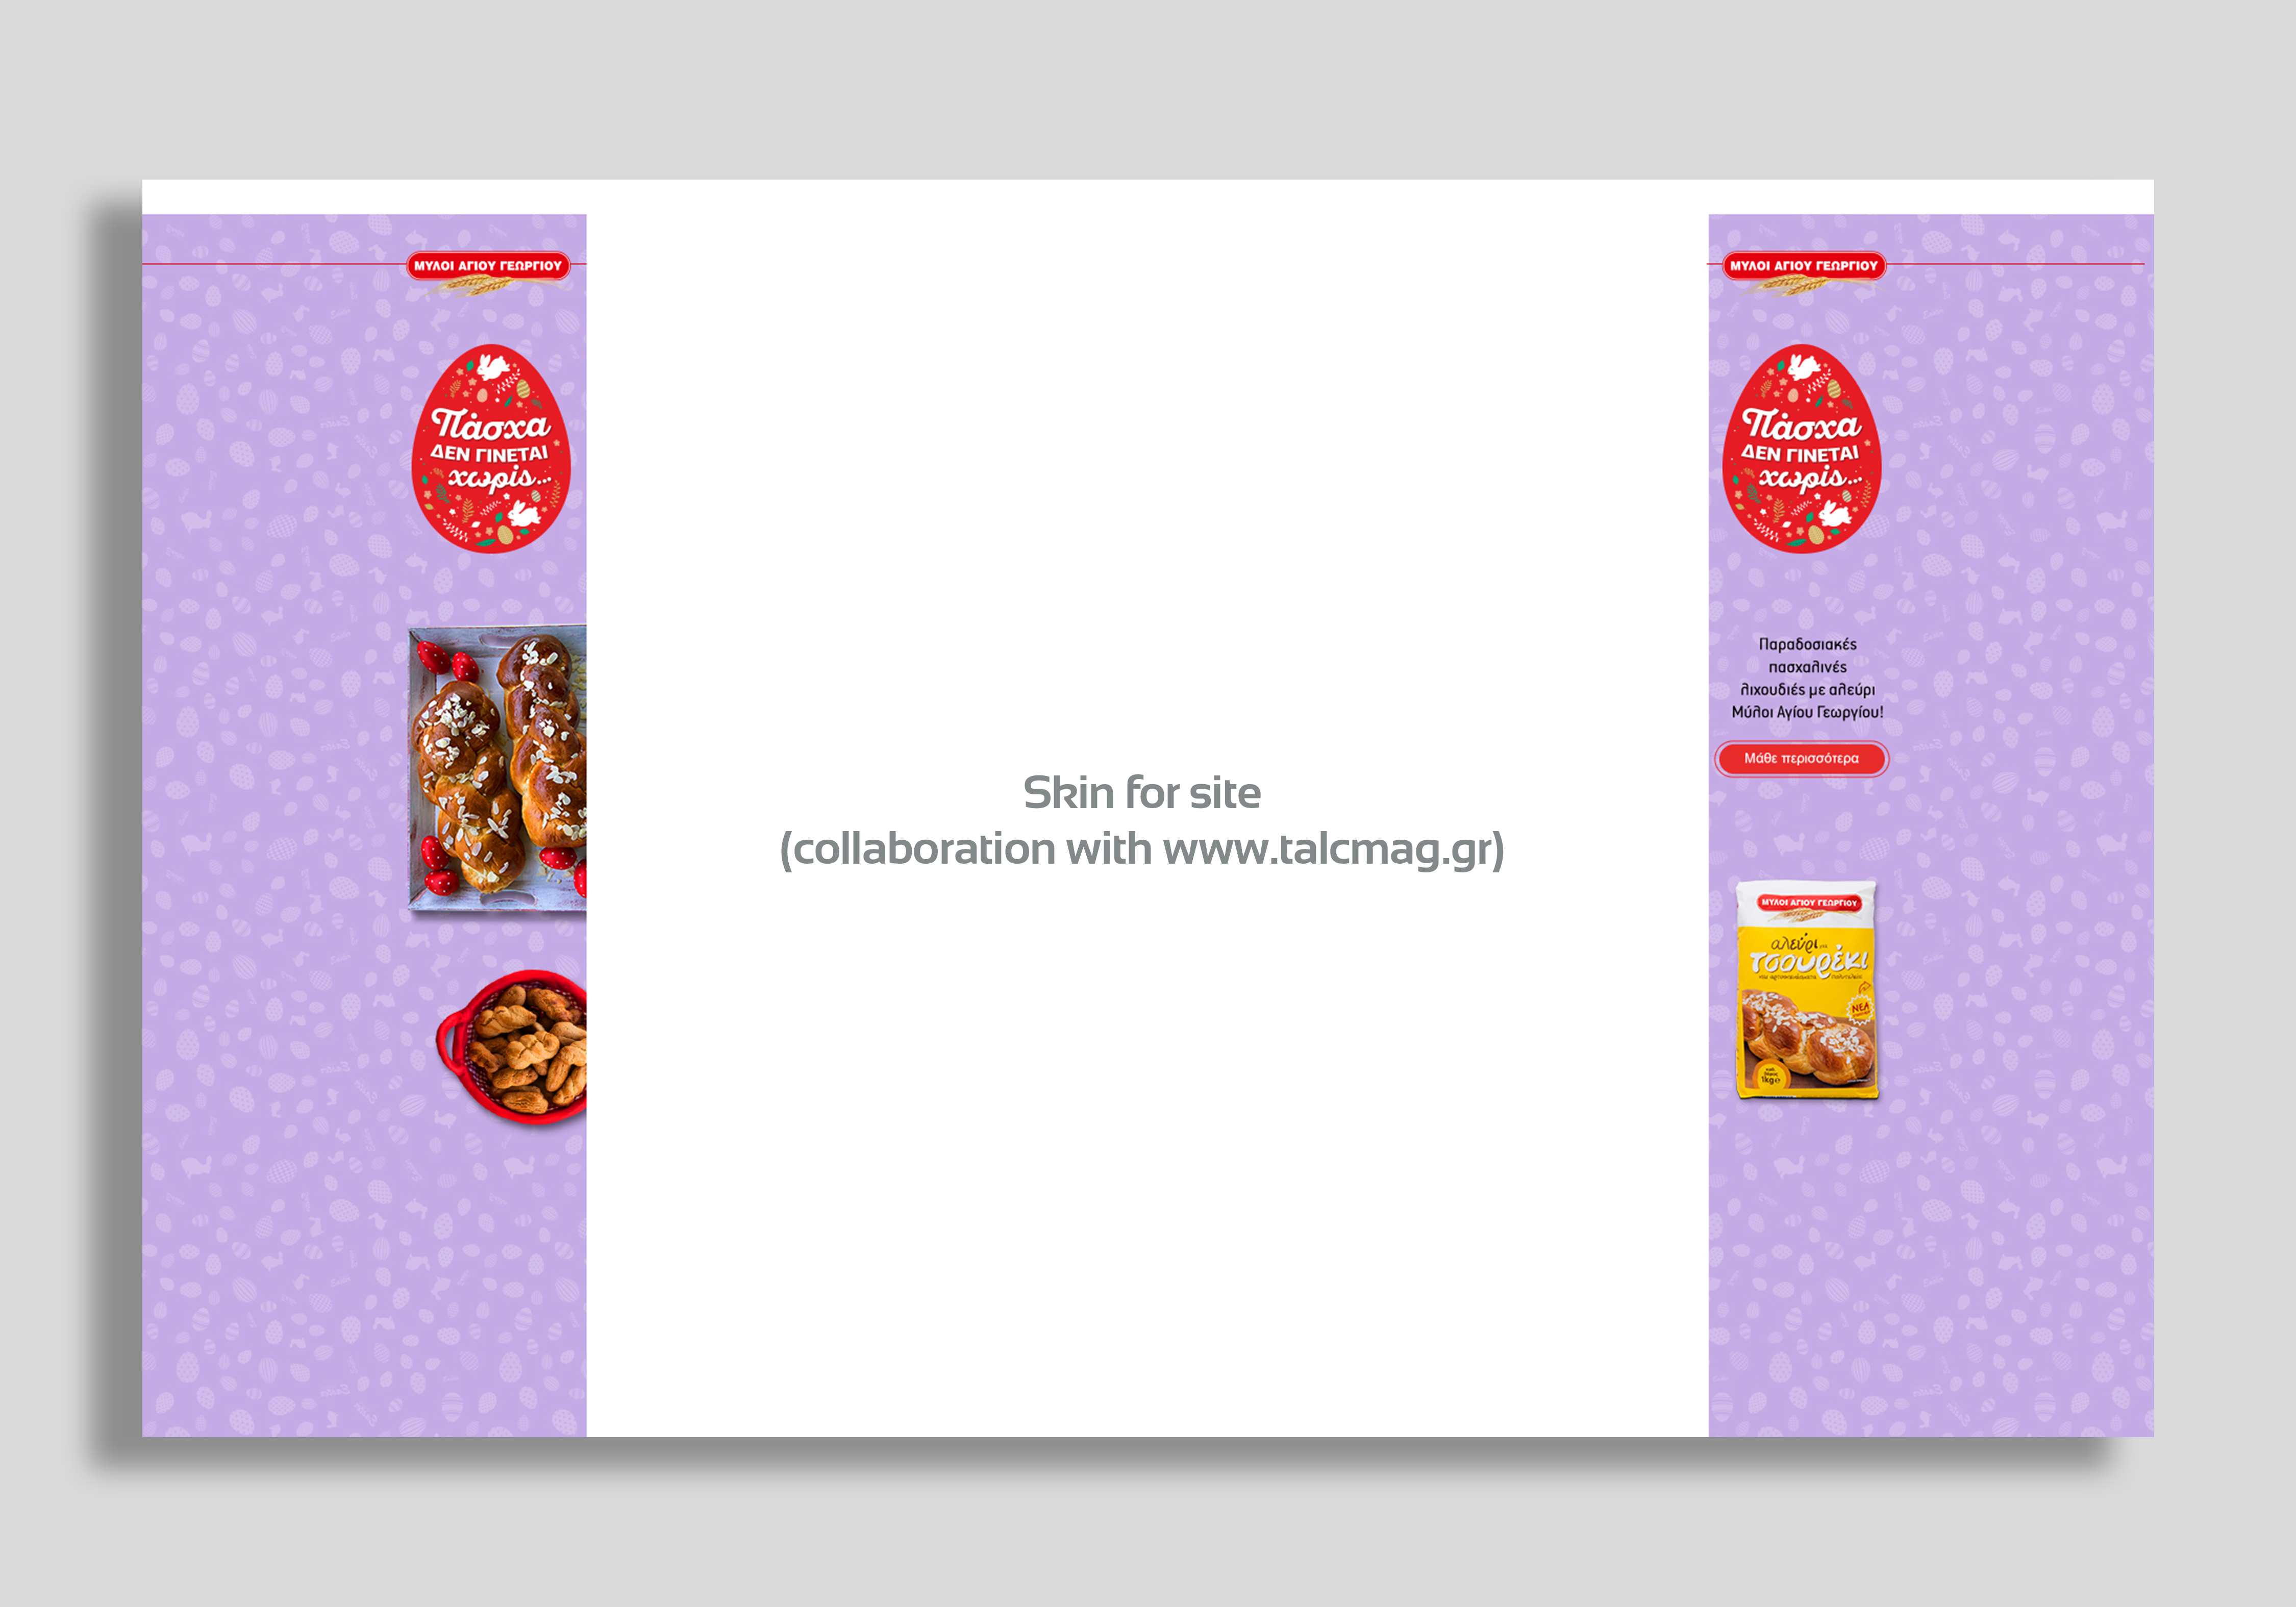 ΜΥΛΟΙ ΑΓΙΟΥ ΓΕΩΡΓΙΟΥ
Πάσχα
ΔΕΝ ΓΙΝΕΤΑΙ
χωρίς...
Skin for site
(collaboration with www.talcmag.gr)
ΜΥΛΟΙ ΑΓΙΟΥ ΓΕΩΡΓΙΟΥ
Πάσχα
ΔΕΝ ΓΙΝΕΤΑΙ
χωρίς...
Παραδοσιακές
πασχαλινές
λιχουδιές με αλεύρι
Μύλοι Αγίου Γεωργίου!
Μάθε περισσότερα
ΜΥΛΟΙ ΑΓΙΟΥ ΓΕΩΡΓΙΟΥ
αλεύρι για
τσουρέκι
ΝΕΑ
1kg e